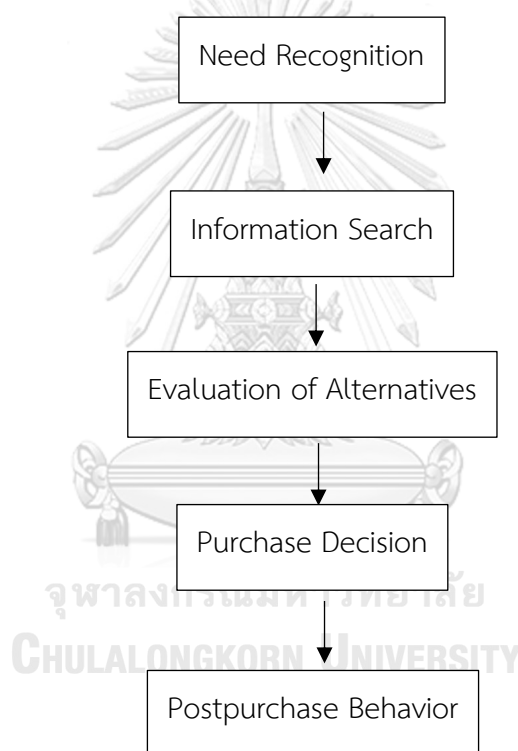 Need Recognition
Information Search
Evaluation of Alternatives
Purchase Decision
จุฬาลงกรณ์มหาวิทยาลัย
CHULALONGKORN UNIVERSITY
Postpurchase Behavior